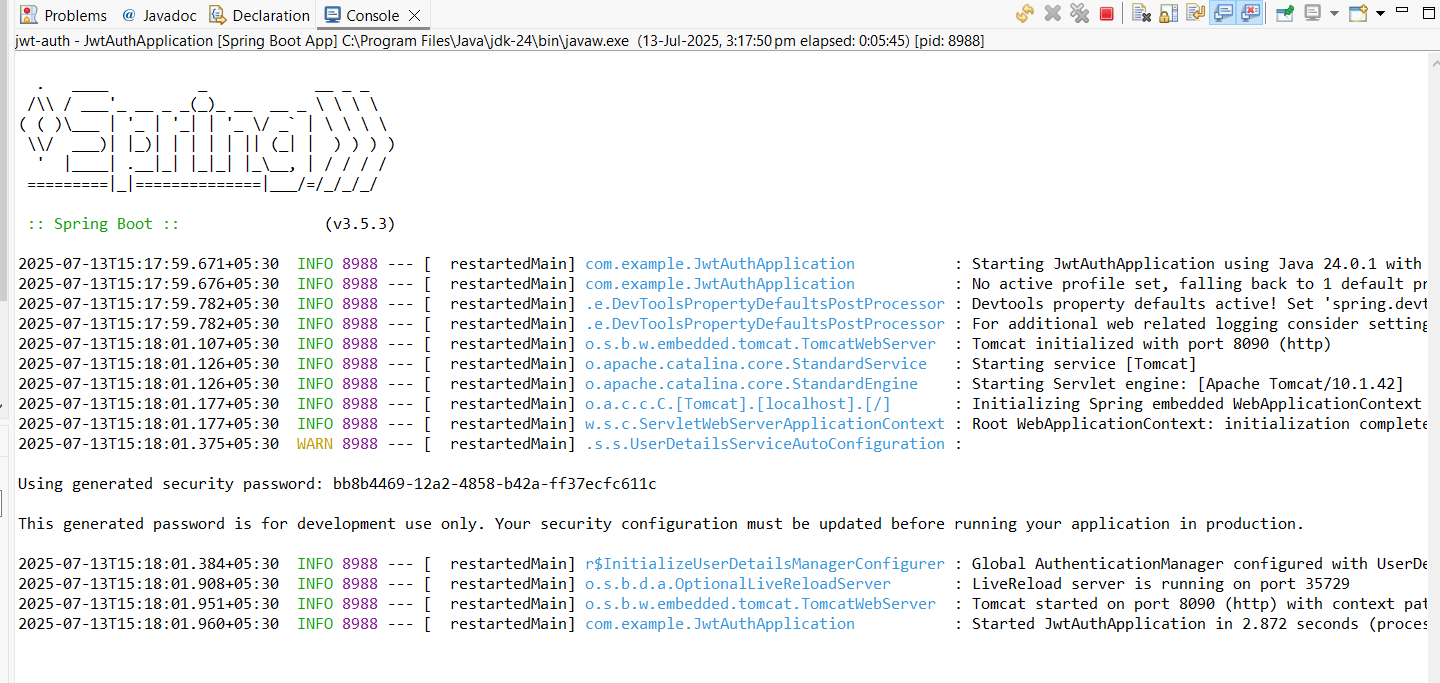 Problems @ Javadoc Declaration Console
jwt-auth - JwtAuthApplication [Spring Boot App] C:\Program Files\Java\jdk-24\bin\javaw.exe (13-Jul-2025, 3:17:50 pm elapsed: 0:05:45) [pid: 8988]
  .   ____          _            __ _ _
 /\\ / ___'_ __ _ _(_)_ __  __ _ \ \ \ \
( ( )\___ | '_ | '_| | '_ \/ _` | \ \ \ \
 \\/  ___)| |_)| | | | | || (_| |  ) ) ) )
  '  |____| .__|_| |_|_| |_\__, | / / / /
 =========|_|==============|___/=/_/_/_/
 :: Spring Boot ::                (v3.5.3)
2025-07-13T15:17:59.671+05:30  INFO 8988 --- [  restartedMain] com.example.JwtAuthApplication           : Starting JwtAuthApplication using Java 24.0.1 with
2025-07-13T15:17:59.676+05:30  INFO 8988 --- [  restartedMain] com.example.JwtAuthApplication           : No active profile set, falling back to 1 default pr
2025-07-13T15:17:59.782+05:30  INFO 8988 --- [  restartedMain] .e.DevToolsPropertyDefaultsPostProcessor : Devtools property defaults active! Set 'spring.devt
2025-07-13T15:17:59.782+05:30  INFO 8988 --- [  restartedMain] .e.DevToolsPropertyDefaultsPostProcessor : For additional web related logging consider setting
2025-07-13T15:18:01.107+05:30  INFO 8988 --- [  restartedMain] o.s.b.w.embedded.tomcat.TomcatWebServer  : Tomcat initialized with port 8090 (http)
2025-07-13T15:18:01.126+05:30  INFO 8988 --- [  restartedMain] o.apache.catalina.core.StandardService   : Starting service [Tomcat]
2025-07-13T15:18:01.126+05:30  INFO 8988 --- [  restartedMain] o.apache.catalina.core.StandardEngine    : Starting Servlet engine: [Apache Tomcat/10.1.42]
2025-07-13T15:18:01.177+05:30  INFO 8988 --- [  restartedMain] o.a.c.c.C.[Tomcat].[localhost].[/]       : Initializing Spring embedded WebApplicationContext
2025-07-13T15:18:01.177+05:30  INFO 8988 --- [  restartedMain] w.s.c.ServletWebServerApplicationContext : Root WebApplicationContext: initialization complete
2025-07-13T15:18:01.375+05:30  WARN 8988 --- [  restartedMain] .s.s.UserDetailsServiceAutoConfiguration :
Using generated security password: bb8b4469-12a2-4858-b42a-ff37ecfc611c
This generated password is for development use only. Your security configuration must be updated before running your application in production.
2025-07-13T15:18:01.384+05:30  INFO 8988 --- [  restartedMain] r$InitializeUserDetailsManagerConfigurer : Global AuthenticationManager configured with UserDe
2025-07-13T15:18:01.908+05:30  INFO 8988 --- [  restartedMain] o.s.b.d.a.OptionalLiveReloadServer       : LiveReload server is running on port 35729
2025-07-13T15:18:01.951+05:30  INFO 8988 --- [  restartedMain] o.s.b.w.embedded.tomcat.TomcatWebServer  : Tomcat started on port 8090 (http) with context pat
2025-07-13T15:18:01.960+05:30  INFO 8988 --- [  restartedMain] com.example.JwtAuthApplication           : Started JwtAuthApplication in 2.872 seconds (proces